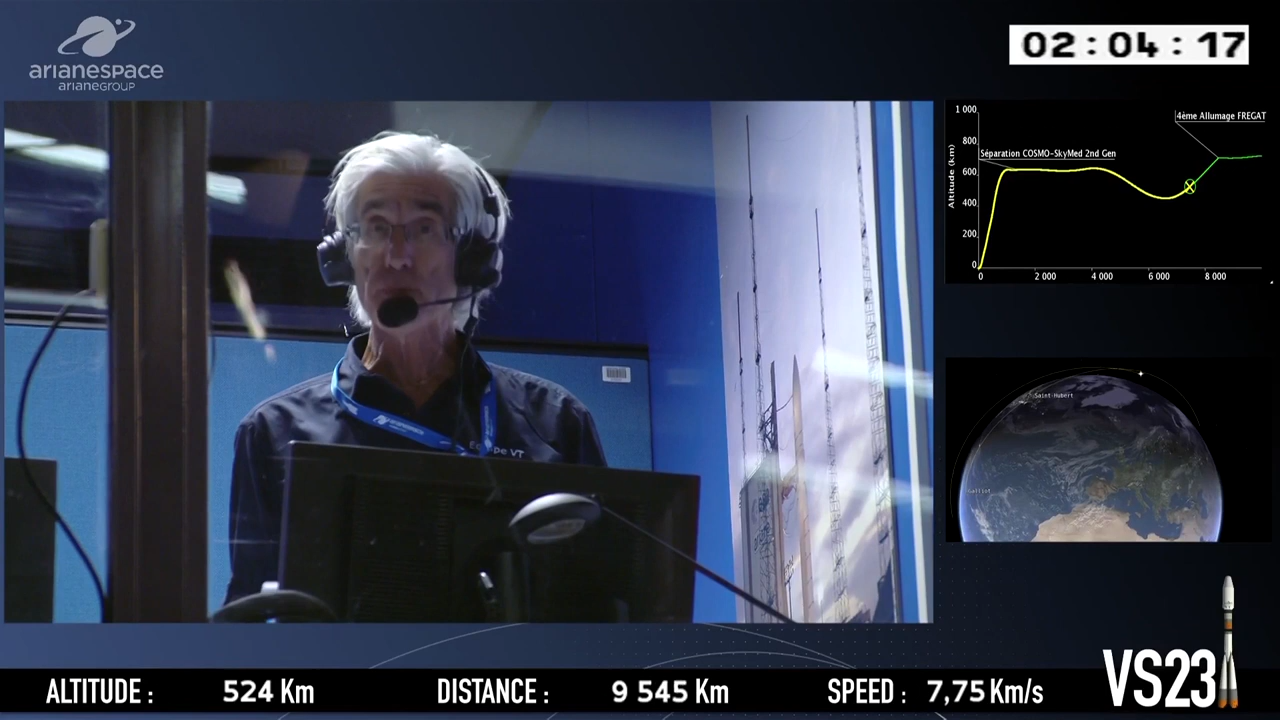 arianespace
arianeGROUP
02:04:17
1 000
4ème Allumage FREGAT
800
Séparation COSMO-SkyMed 2nd Gen
600
400
200
0
Altitude (km)
0 2 000 4 000 6 000 8 000
Saint-Hubert
Galliot
VT
VS23
ALTITUDE : 524 Km DISTANCE : 9 545 Km SPEED : 7,75 Km/s